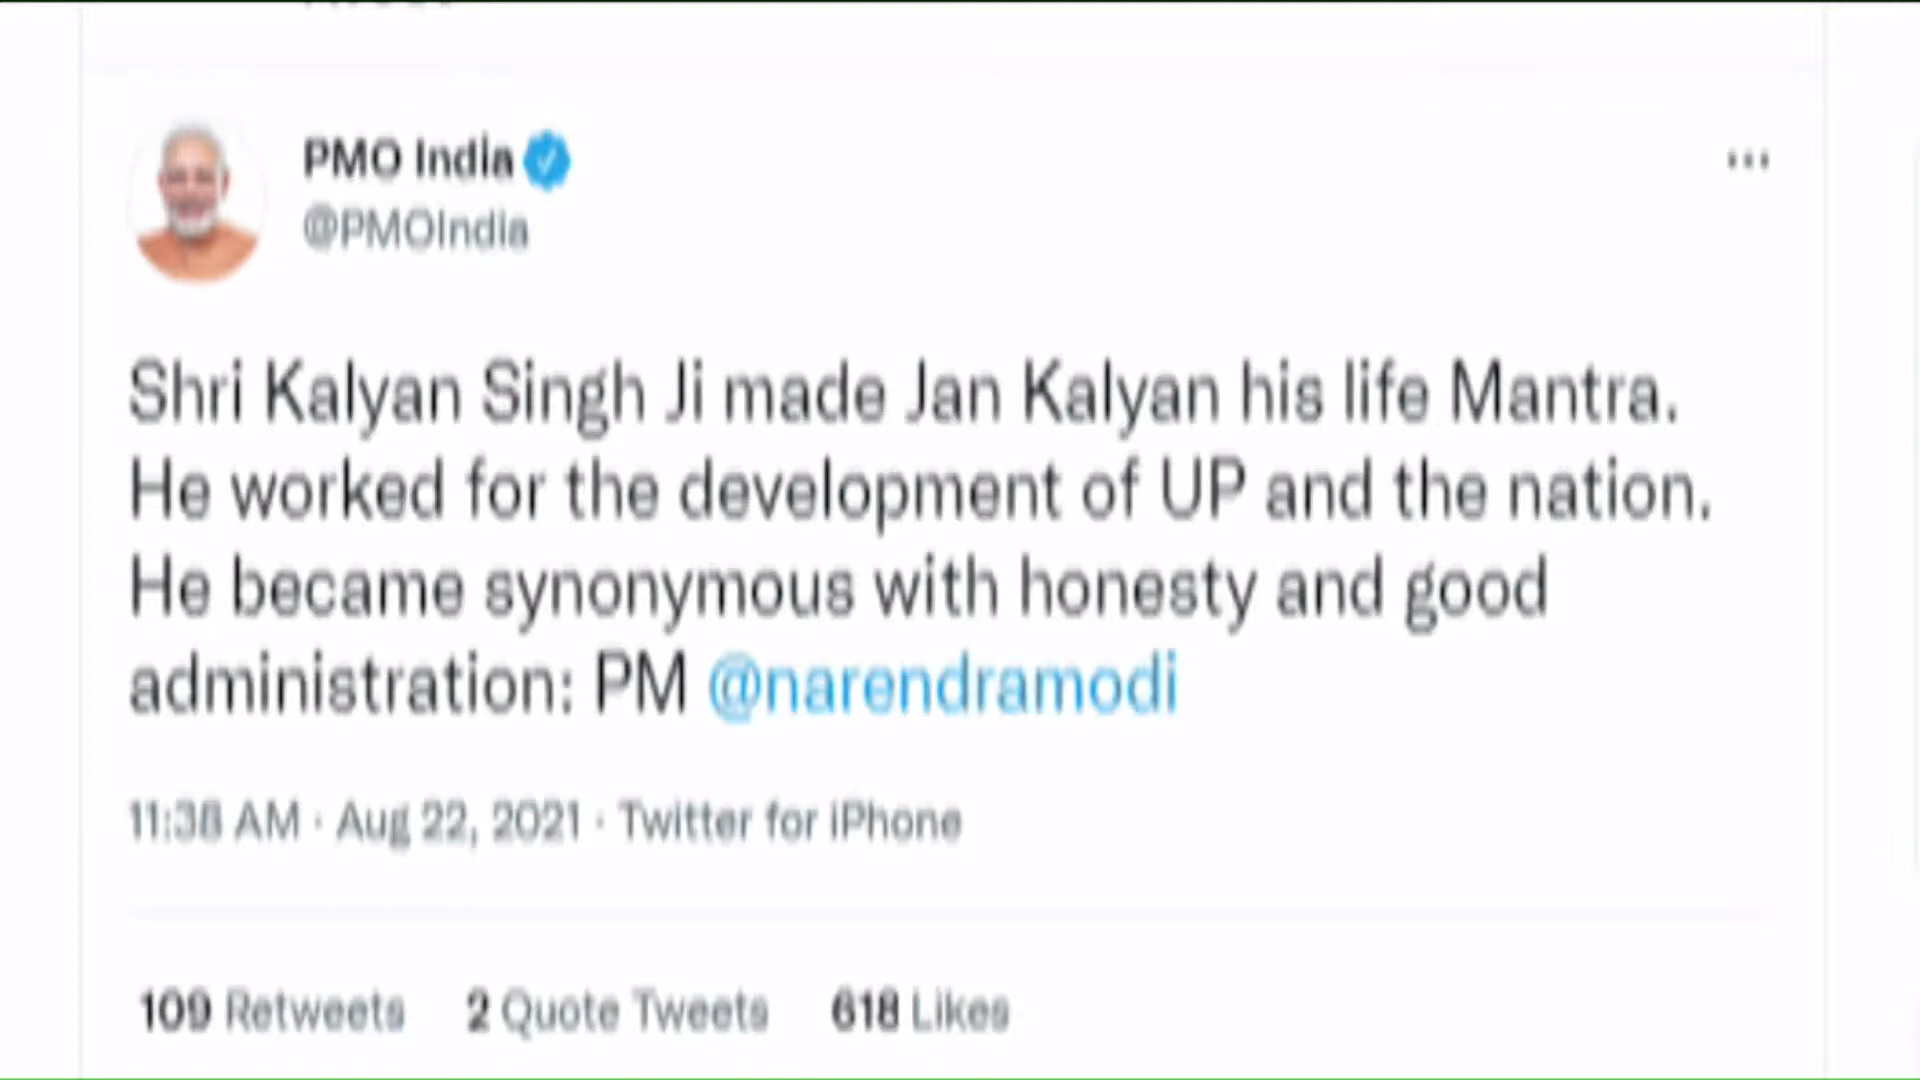 PMO India
@PMOIndia
Shri Kalyan Singh Ji made Jan Kalyan his life Mantra.
He worked for the development of UP and the nation.
He became synonymous with honesty and good
administration: PM @narendramodi
11:38 AM · Aug 22, 2021 · Twitter for iPhone
109 Retweets 2 Quote Tweets 618 Likes